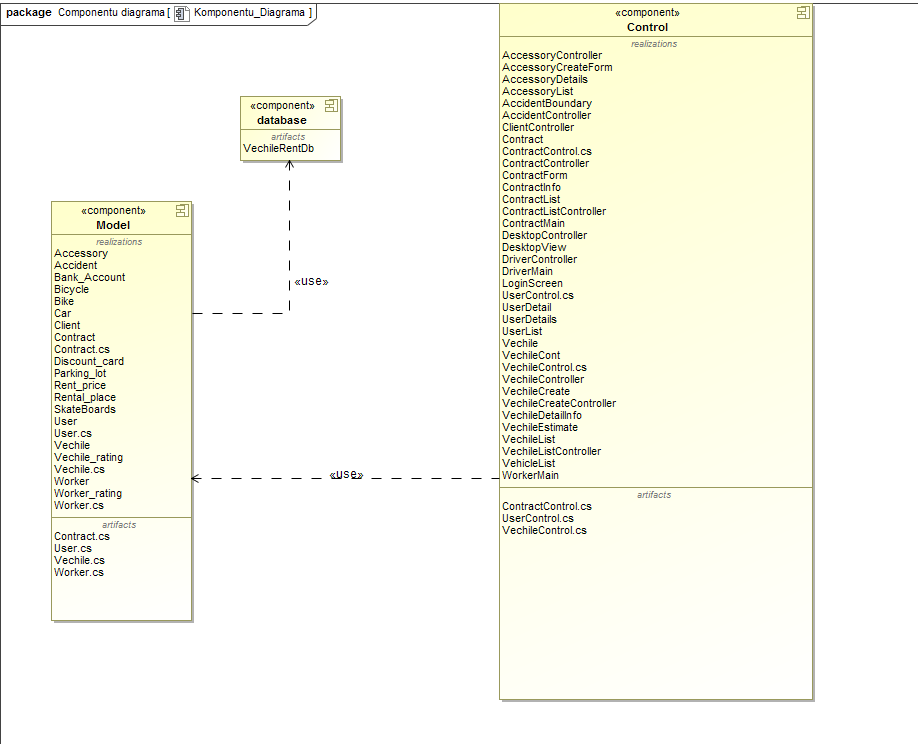 package Componentu diagrama [ Komponentu_Diagrama ]
«component»
Control
realizations
AccessoryController
AccessoryCreateForm
AccessoryDetails
AccessoryList
AccidentBoundary
AccidentController
ClientController
Contract
ContractControl.cs
ContractController
ContractForm
ContractInfo
ContractList
ContractListController
ContractMain
DesktopController
DesktopView
DriverController
DriverMain
LoginScreen
UserControl.cs
UserDetail
UserDetails
UserList
Vechile
VechileCont
VechileControl.cs
VechileController
VechileCreate
VechileCreateController
VechileDetailInfo
VechileEstimate
VechileList
VechileListController
VehicleList
WorkerMain
artifacts
ContractControl.cs
UserControl.cs
VechileControl.cs
«component»
database
artifacts
VechileRentDb
«use»
«component»
Model
realizations
Accessory
Accident
Bank_Account
Bicycle
Bike
Car
Client
Contract
Contract.cs
Discount_card
Parking_lot
Rent_price
Rental_place
SkateBoards
User
User.cs
Vechile
Vechile_rating
Vechile.cs
Worker
Worker_rating
Worker.cs
artifacts
Contract.cs
User.cs
Vechile.cs
Worker.cs
«use»